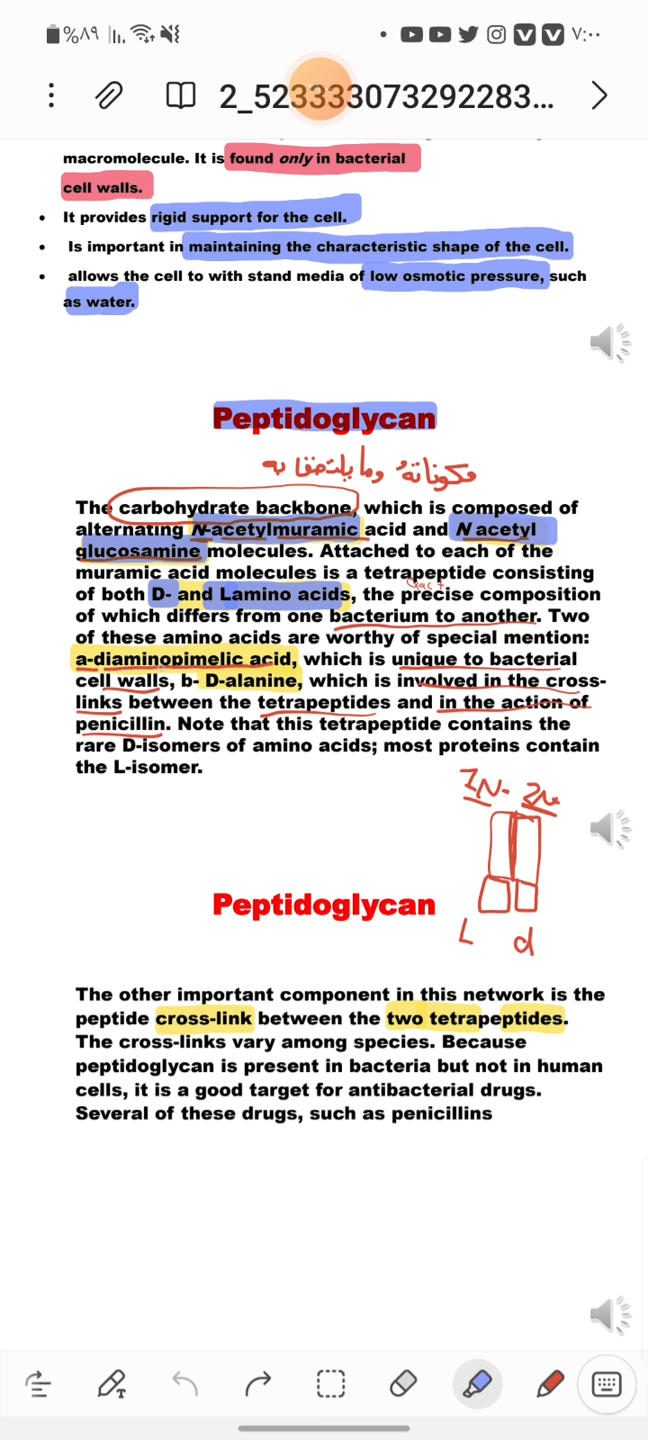 %٨٩ ٧:٠٠
2_523333073292283...
macromolecule. It is found only in bacterial
cell walls.
• It provides rigid support for the cell.
• Is important in maintaining the characteristic shape of the cell.
• allows the cell to with stand media of low osmotic pressure, such
as water.
Peptidoglycan
مكوناتهُ وما يلتصق به
The carbohydrate backbone, which is composed of
alternating N-acetylmuramic acid and N acetyl
glucosamine molecules. Attached to each of the
muramic acid molecules is a tetrapeptide consisting
exact
of both D- and Lamino acids, the precise composition
of which differs from one bacterium to another. Two
of these amino acids are worthy of special mention:
a-diaminopimelic acid, which is unique to bacterial
cell walls, b- D-alanine, which is involved in the cross-
links between the tetrapeptides and in the action of
penicillin. Note that this tetrapeptide contains the
rare D-isomers of amino acids; most proteins contain
the L-isomer.
1N- 2N
Peptidoglycan
L d
The other important component in this network is the
peptide cross-link between the two tetrapeptides.
The cross-links vary among species. Because
peptidoglycan is present in bacteria but not in human
cells, it is a good target for antibacterial drugs.
Several of these drugs, such as penicillins